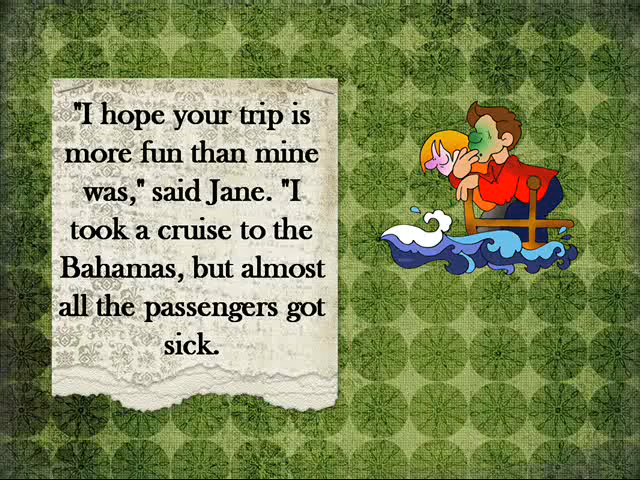 "I hope your trip is
more fun than mine
was," said Jane. "I
took a cruise to the
Bahamas, but almost
all the passengers got
sick.